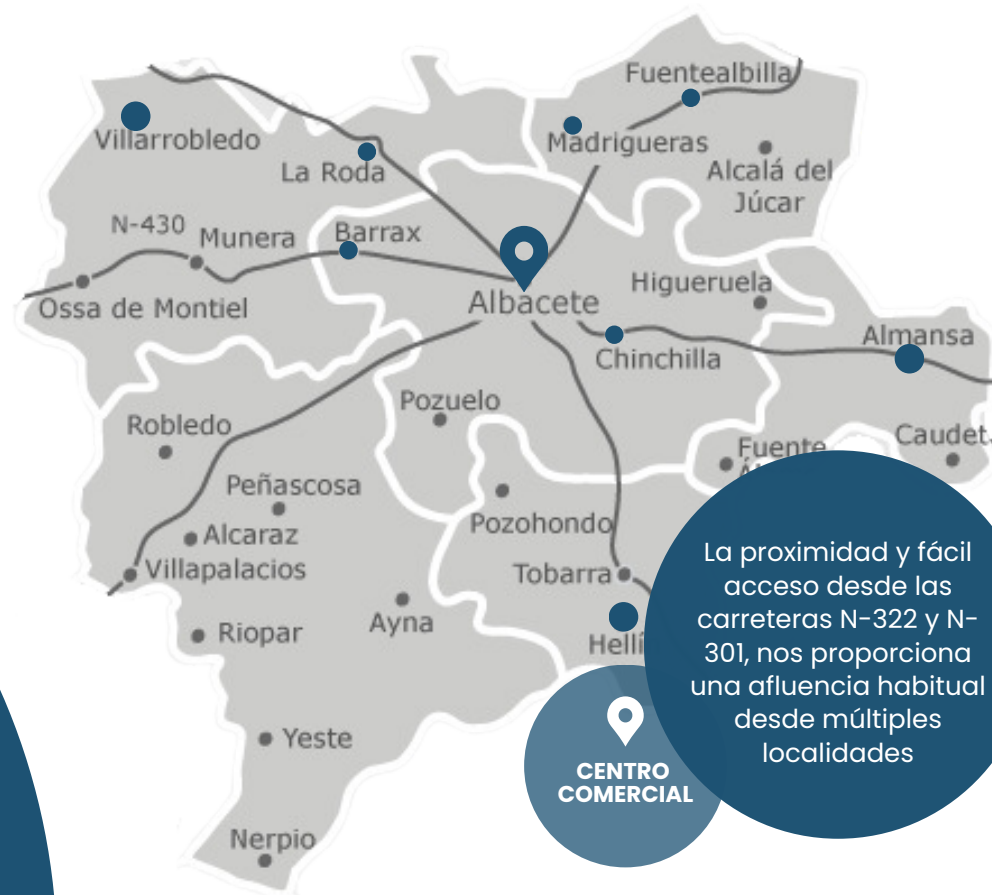 Fuentealbilla
Villarrobledo
Madrigueras
La Roda
Alcalá del
Júcar
N-430
Munera
Barrax
Higueruela
Ossa de Montiel
Albacete
Almansa
Chinchilla
Pozuelo
Robledo
Fuente
Caudet
Peñascosa
Pozohondo
Alcaraz
Villapalacios
Tobarra
Ayna
Riopar
Hellí
La proximidad y fácil
acceso desde las
carreteras N-322 y N-
301, nos proporciona
una afluencia habitual
desde múltiples
localidades
Yeste
CENTRO
COMERCIAL
Nerpio